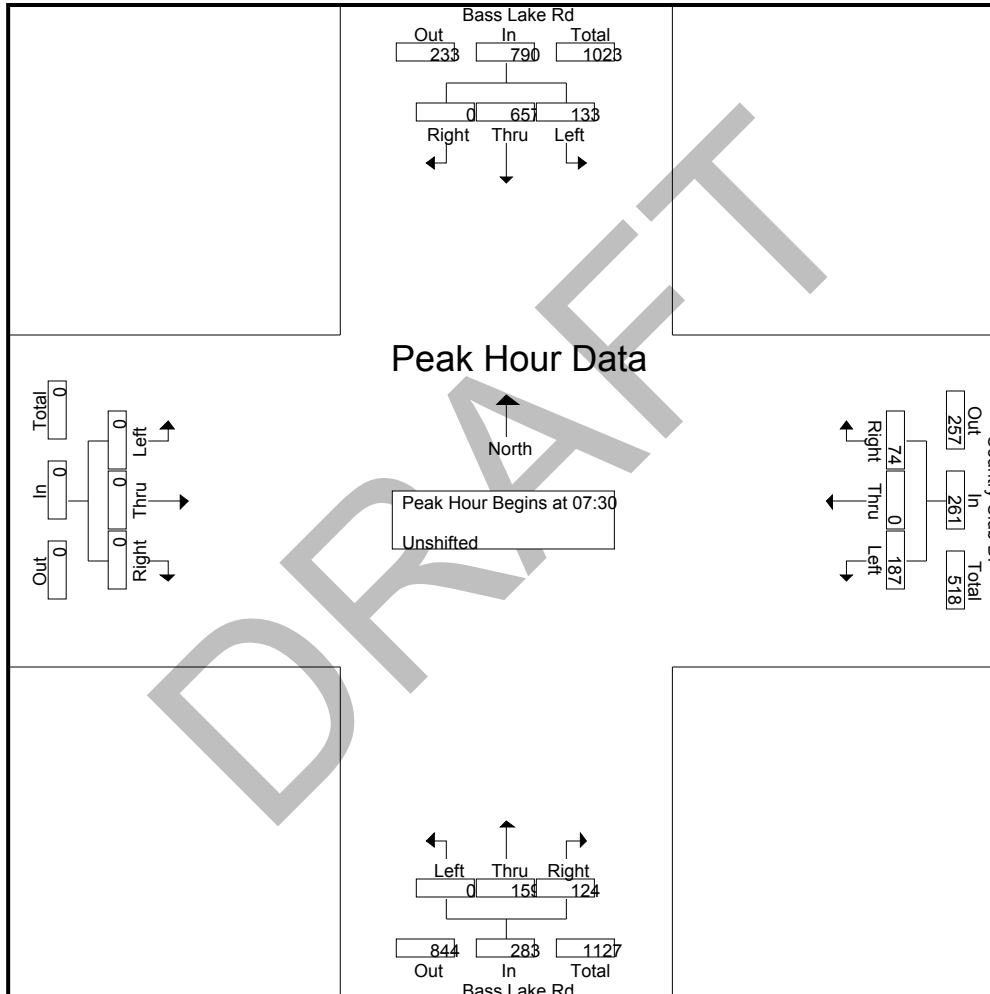 Bass Lake Rd
Out In Total
233 790 1023
0 657 133
Right Thru Left
Peak Hour Data
North
Peak Hour Begins at 07:30
Unshifted
Total In Out
0 0 0
0 0 0
Left Thru Right
Out In Total
257 261 518
Right Thru Left
74 0 187
Left Thru Right
0 159 124
844 283 1127
Out In Total
Bass Lake Rd
DRAFT